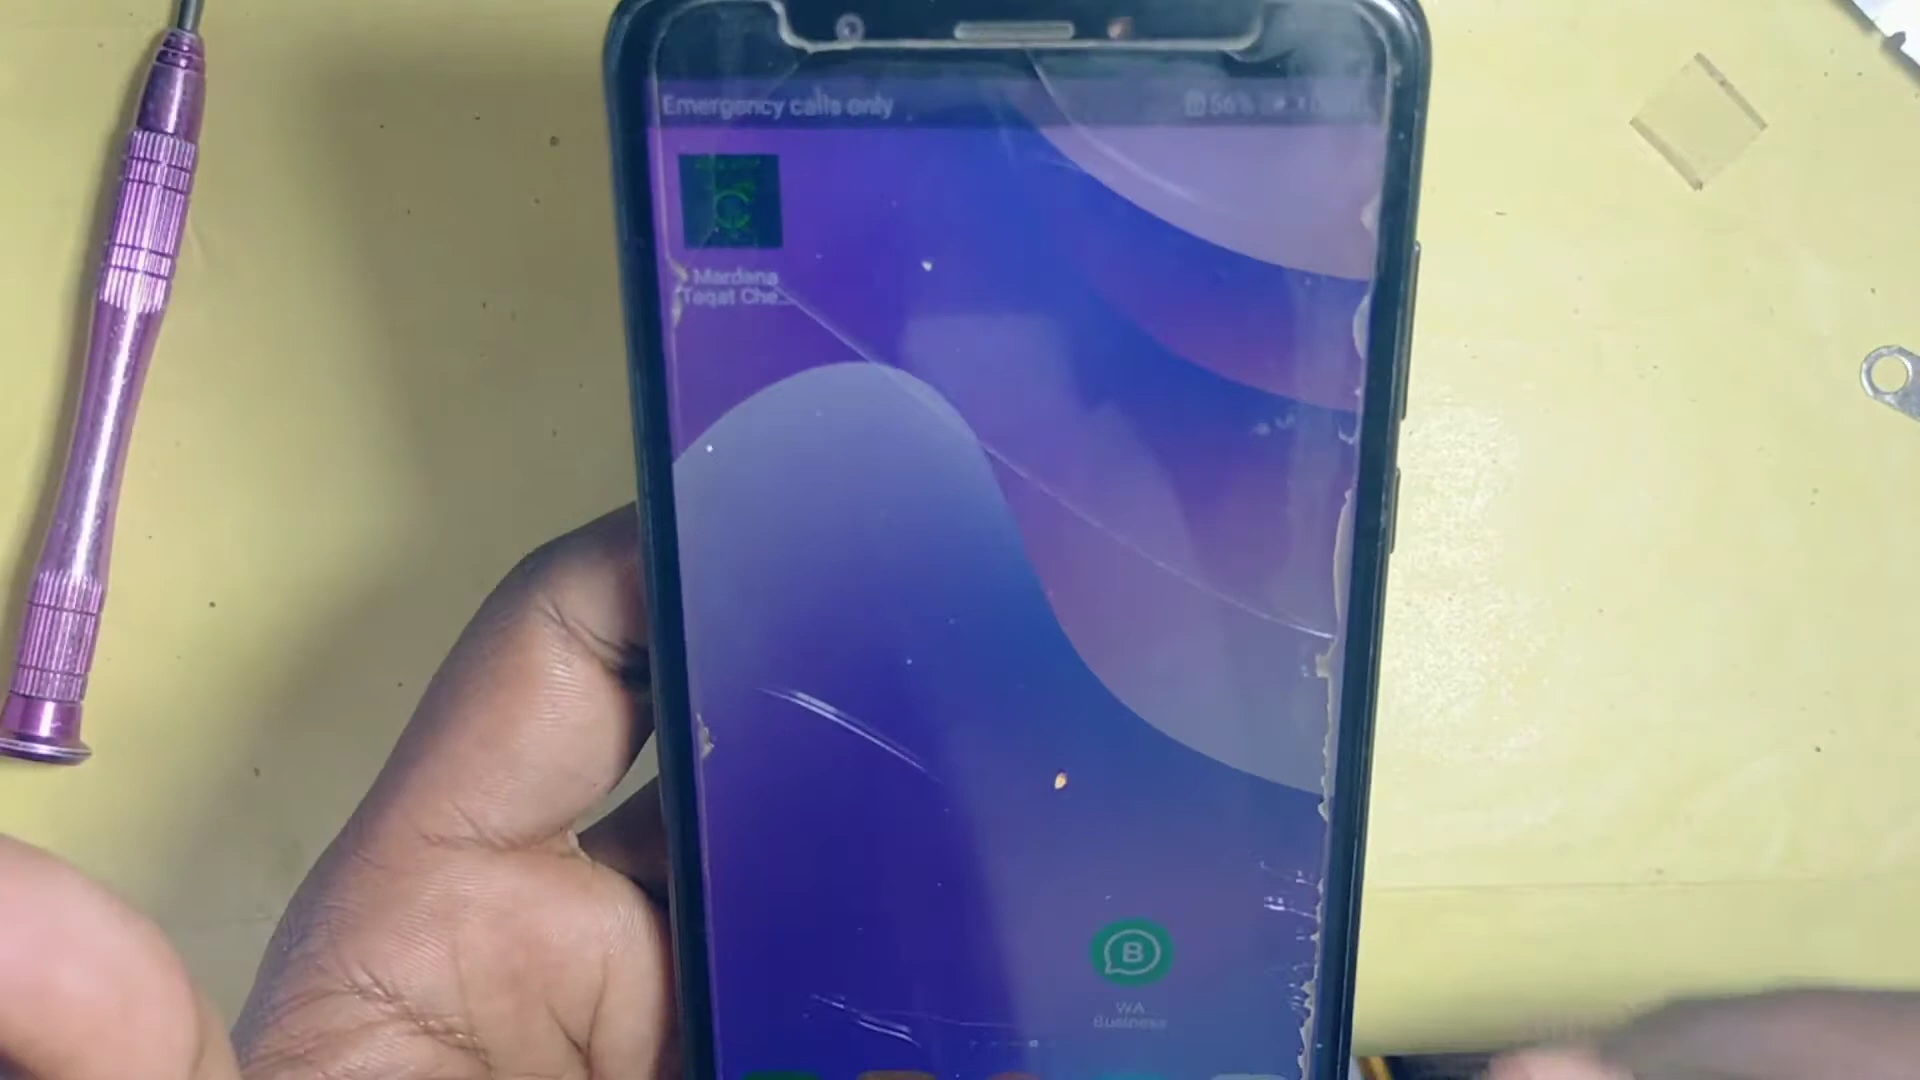 Emergency calls only
56%
Mardana
Taqat Che...
B
WA
Business